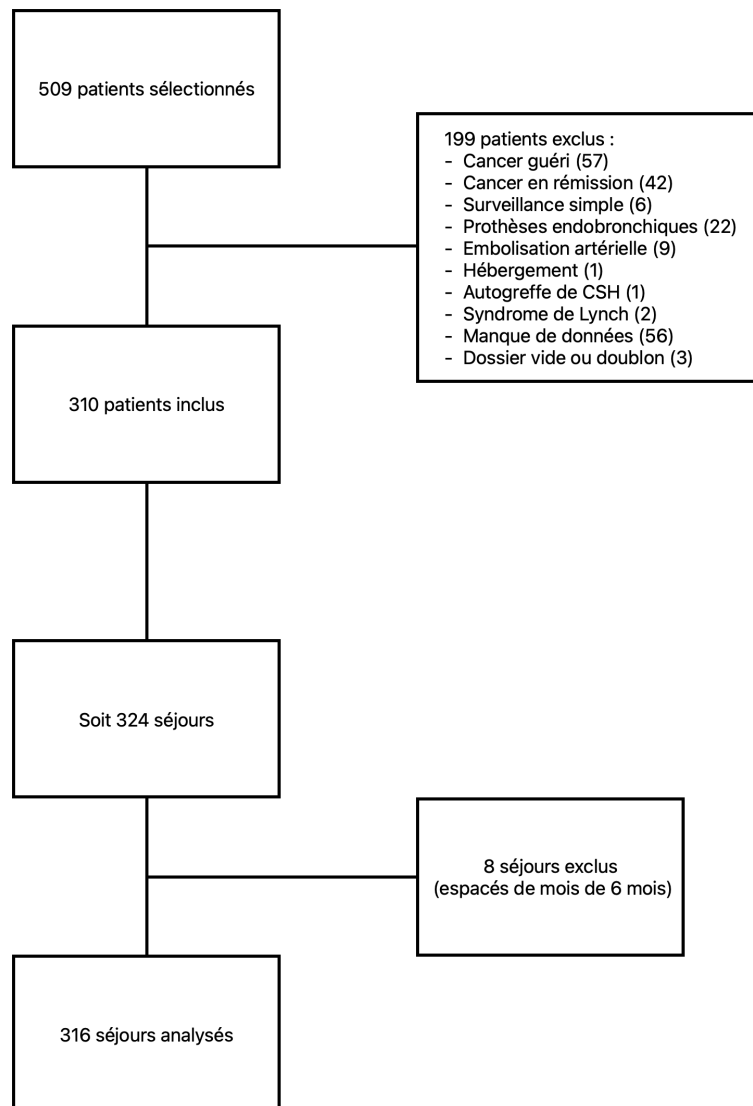 509 patients sélectionnés
199 patients exclus :
- Cancer guéri (57)
- Cancer en rémission (42)
- Surveillance simple (6)
- Prothèses endobronchiques (22)
- Embolisation artérielle (9)
- Hébergement (1)
- Autogreffe de CSH (1)
- Syndrome de Lynch (2)
- Manque de données (56)
- Dossier vide ou doublon (3)
310 patients inclus
Soit 324 séjours
8 séjours exclus
(espacés de mois de 6 mois)
316 séjours analysés